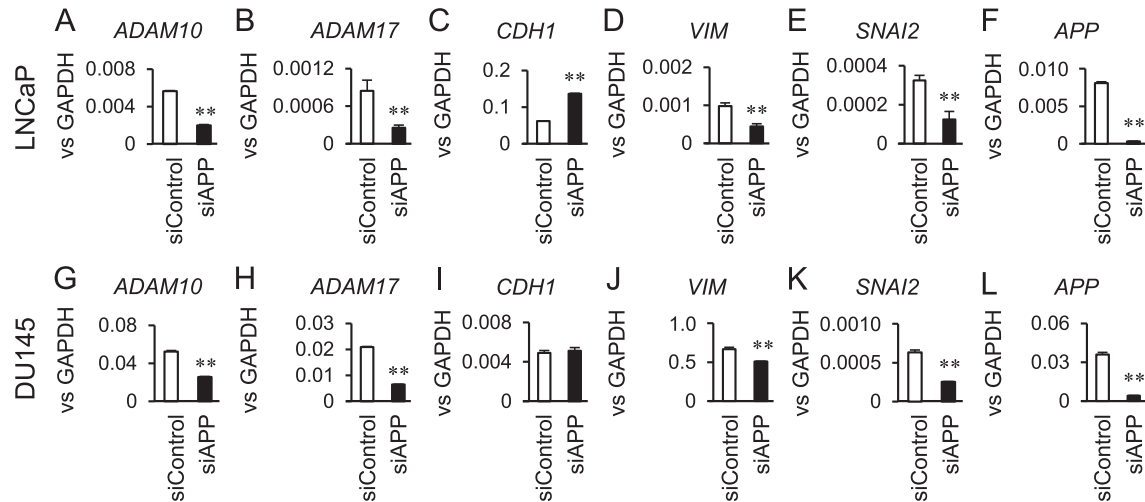 A ADAM10 B ADAM17 C CDH1 D VIM E SNAI2 F APP
LNCaP
vs GAPDH 0.008 0.004 0 ** siControl siAPP
vs GAPDH 0.0012 0.0006 0 ** siControl siAPP
vs GAPDH 0.2 0.1 0 ** siControl siAPP
vs GAPDH 0.002 0.001 0 ** siControl siAPP
vs GAPDH 0.0004 0.0002 0 ** siControl siAPP
vs GAPDH 0.010 0.005 0 ** siControl siAPP
G ADAM10 H ADAM17 I CDH1 J VIM K SNAI2 L APP
DU145
vs GAPDH 0.08 0.04 0 ** siControl siAPP
vs GAPDH 0.03 0.02 0.01 0 ** siControl siAPP
vs GAPDH 0.008 0.004 0 siControl siAPP
vs GAPDH 1.0 0.5 0 ** siControl siAPP
vs GAPDH 0.0010 0.0005 0 ** siControl siAPP
vs GAPDH 0.06 0.03 0 ** siControl siAPP